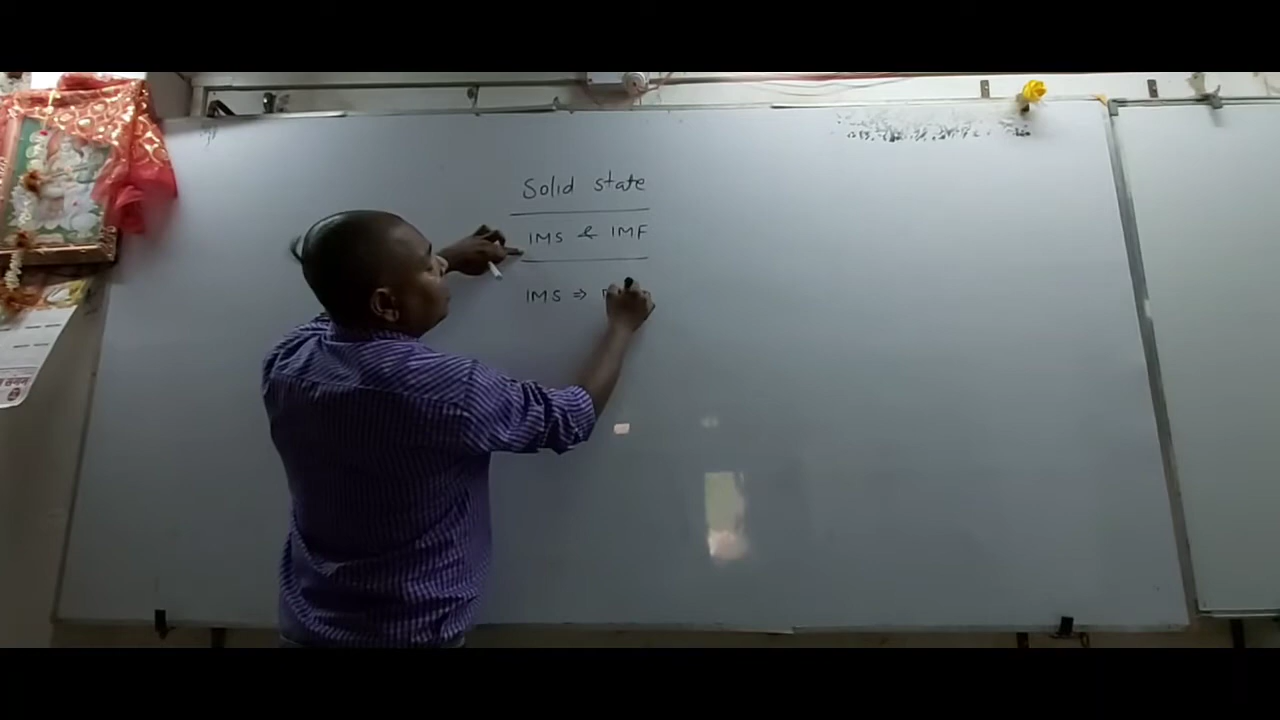 Solid state
IMS & IMF
IMS ⇒